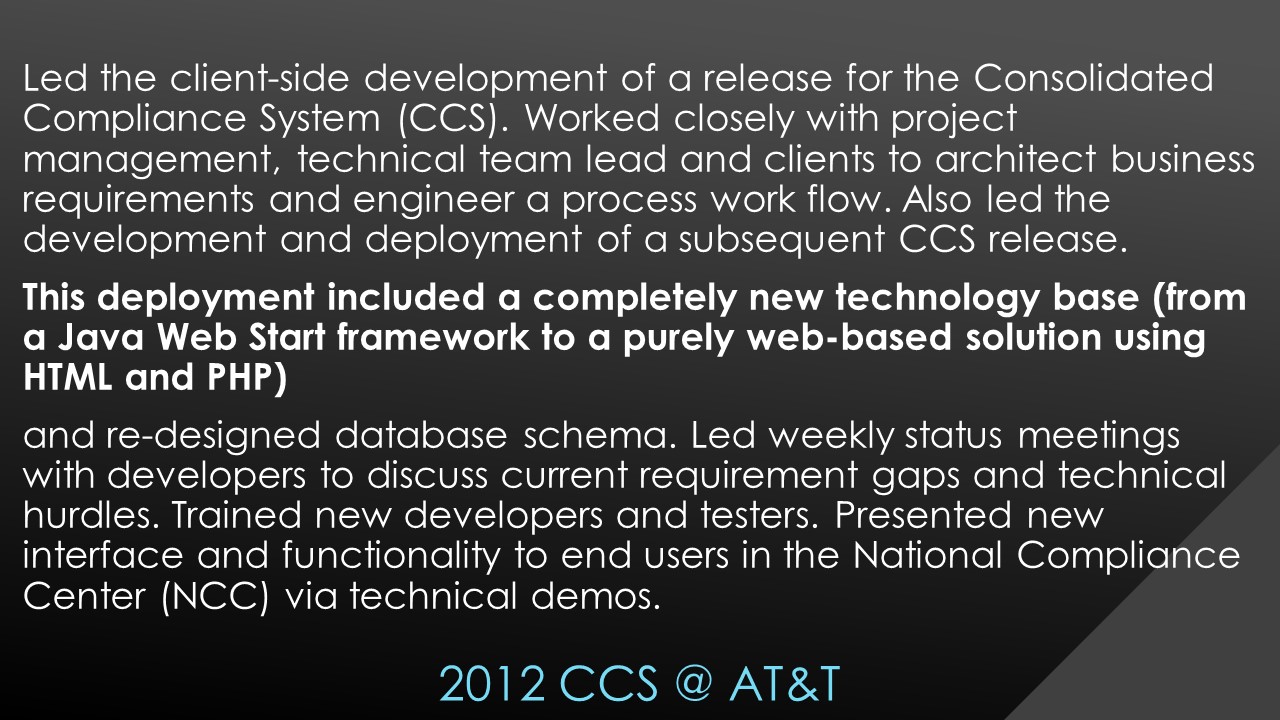 Led the client-side development of a release for the Consolidated
Compliance System (CCS). Worked closely with project
management, technical team lead and clients to architect business
requirements and engineer a process work flow. Also led the
development and deployment of a subsequent CCS release.
This deployment included a completely new technology base (from
a Java Web Start framework to a purely web-based solution using
HTML and PHP)
and re-designed database schema. Led weekly status meetings
with developers to discuss current requirement gaps and technical
hurdles. Trained new developers and testers. Presented new
interface and functionality to end users in the National Compliance
Center (NCC) via technical demos.
2012 CCS @ AT&T